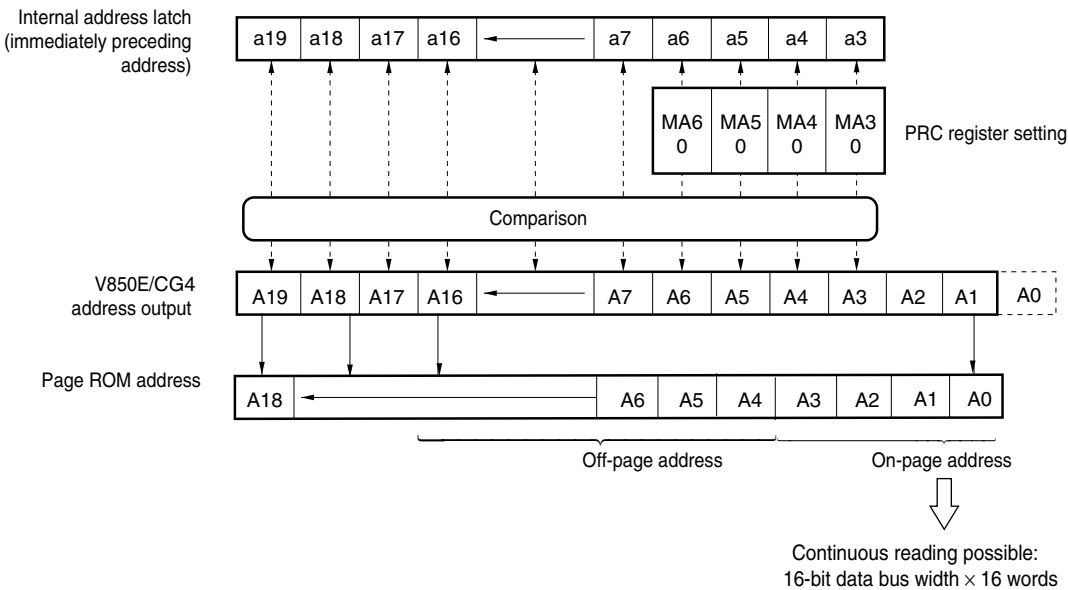 Internal address latch
(immediately preceding
address)
a19 a18 a17 a16 a7 a6 a5 a4 a3
MA6 MA5 MA4 MA3
0 0 0 0
PRC register setting
Comparison
V850E/CG4
address output
A19 A18 A17 A16 A7 A6 A5 A4 A3 A2 A1 A0
Page ROM address
A18 A6 A5 A4 A3 A2 A1 A0
Off-page address On-page address
Continuous reading possible:
16-bit data bus width × 16 words